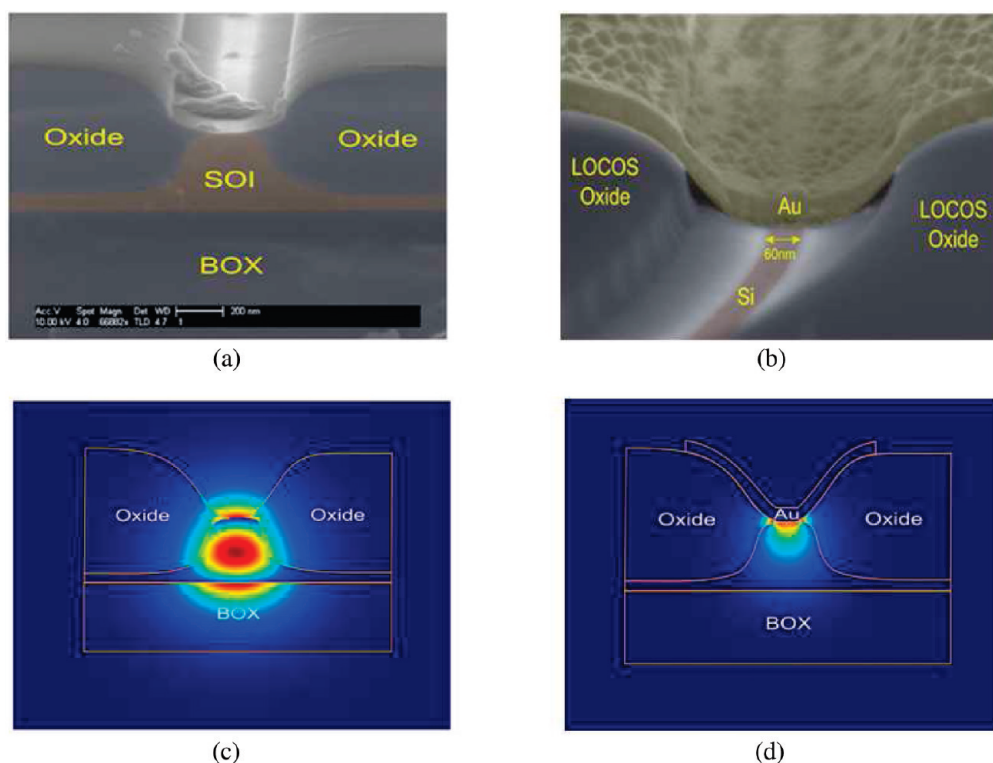 Oxide
Oxide
SOI
BOX
Acc.V Spot Magn Det WD 200 nm
10.00 kV 4.0 66882x TLD 4.7 1
(a)
LOCOS
Oxide
Au
60nm
Si
LOCOS
Oxide
(b)
Oxide
Oxide
BOX
(c)
Au
Oxide
Oxide
BOX
(d)